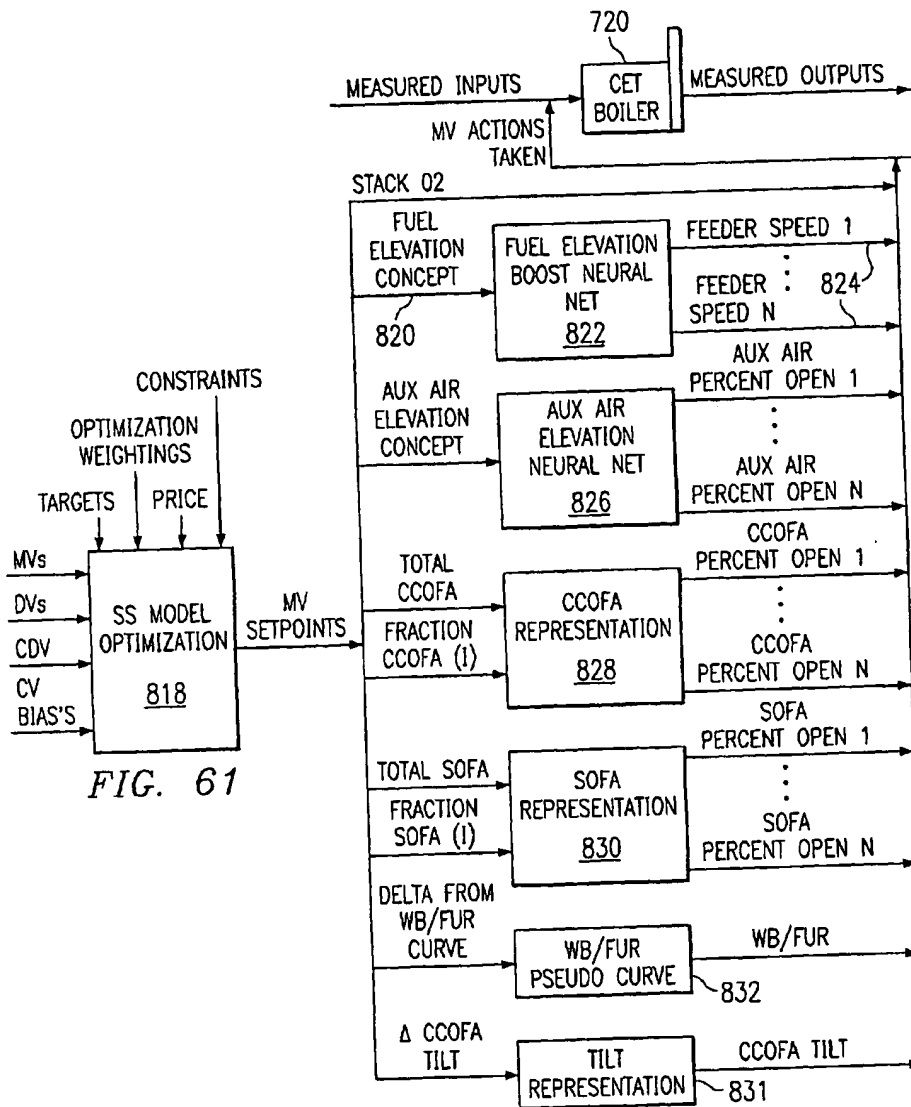 720
MEASURED INPUTS
CET
BOILER
MEASURED OUTPUTS
MV ACTIONS
TAKEN
STACK O2
FUEL
ELEVATION
CONCEPT
820
FUEL ELEVATION
BOOST NEURAL
NET
822
FEEDER SPEED 1
FEEDER
SPEED N
824
CONSTRAINTS
OPTIMIZATION
WEIGHTINGS
TARGETS
PRICE
MVs
DVs
CDV
CV
BIAS'S
SS MODEL
OPTIMIZATION
818
MV
SETPOINTS
FIG. 61
AUX AIR
ELEVATION
CONCEPT
AUX AIR
ELEVATION
NEURAL NET
826
AUX AIR
PERCENT OPEN 1
AUX AIR
PERCENT OPEN N
TOTAL
CCOFA
FRACTION
CCOFA (I)
CCOFA
REPRESENTATION
828
CCOFA
PERCENT OPEN 1
CCOFA
PERCENT OPEN N
TOTAL SOFA
FRACTION
SOFA (I)
SOFA
REPRESENTATION
830
SOFA
PERCENT OPEN 1
SOFA
PERCENT OPEN N
DELTA FROM
WB/FUR
CURVE
WB/FUR
PSEUDO CURVE
832
WB/FUR
Δ CCOFA
TILT
TILT
REPRESENTATION
831
CCOFA TILT